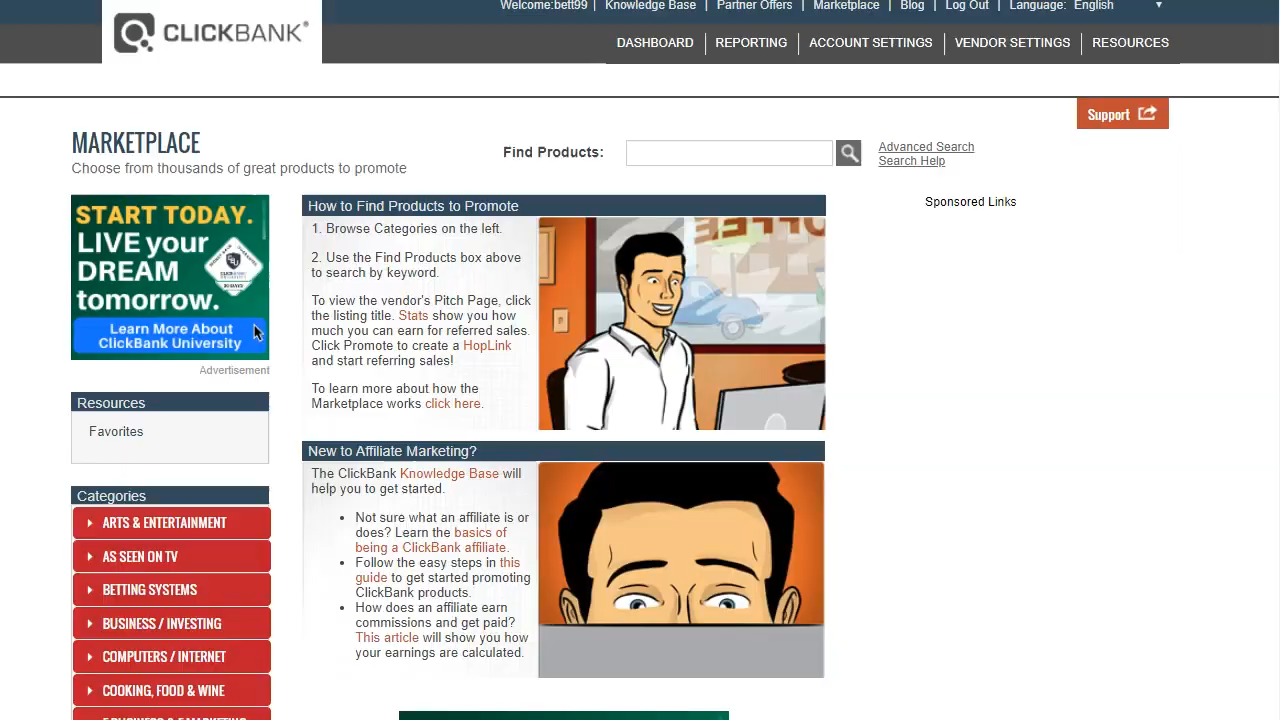 Welcome:bett99 | Knowledge Base | Partner Offers | Marketplace | Blog | Log Out | Language: English ▼
CLICKBANK®
DASHBOARD | REPORTING | ACCOUNT SETTINGS | VENDOR SETTINGS | RESOURCES
Support
MARKETPLACE
Choose from thousands of great products to promote
Find Products:
Advanced Search
Search Help
START TODAY.
LIVE your
DREAM
tomorrow.
Learn More About
ClickBank University
Advertisement
Resources
Favorites
Categories
ARTS & ENTERTAINMENT
AS SEEN ON TV
BETTING SYSTEMS
BUSINESS / INVESTING
COMPUTERS / INTERNET
COOKING, FOOD & WINE
How to Find Products to Promote
1. Browse Categories on the left.
2. Use the Find Products box above
to search by keyword.
To view the vendor's Pitch Page, click
the listing title. Stats show you how
much you can earn for referred sales.
Click Promote to create a HopLink
and start referring sales!
To learn more about how the
Marketplace works click here.
COFFEE
New to Affiliate Marketing?
The ClickBank Knowledge Base will
help you to get started.
• Not sure what an affiliate is or
does? Learn the basics of
being a ClickBank affiliate.
• Follow the easy steps in this
guide to get started promoting
ClickBank products.
• How does an affiliate earn
commissions and get paid?
This article will show you how
your earnings are calculated.
Sponsored Links